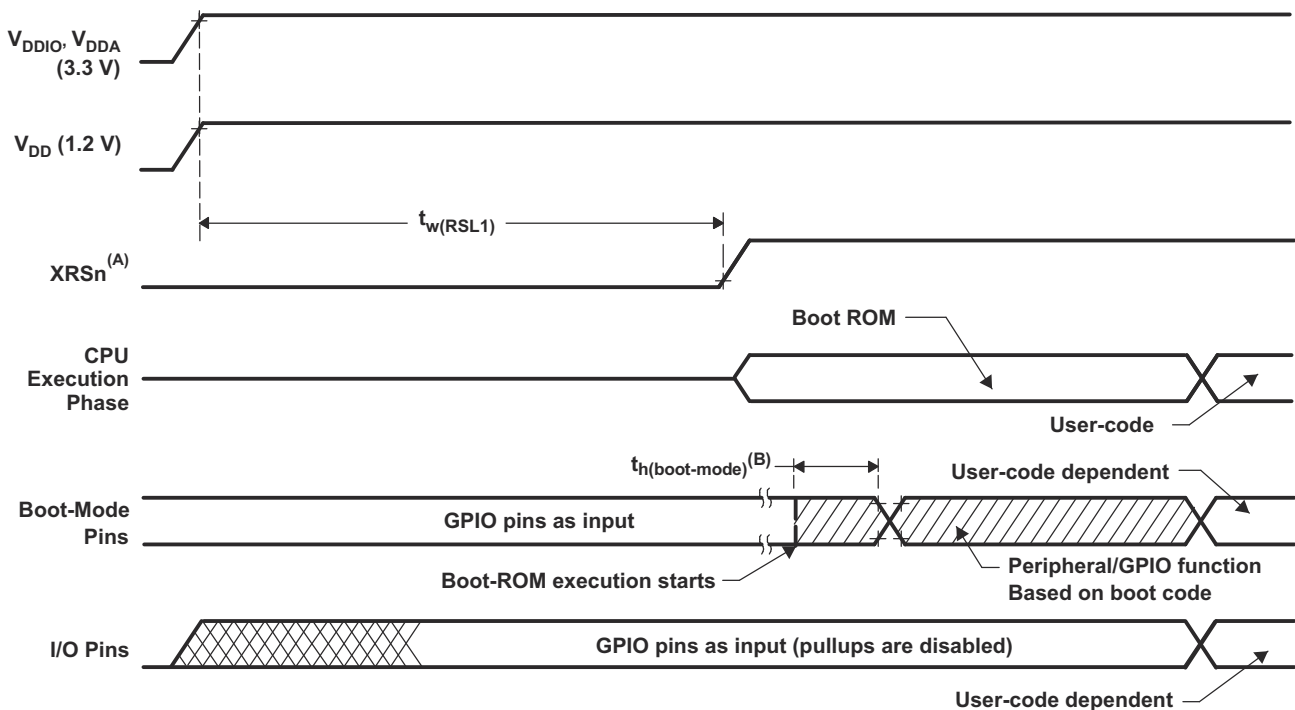 VDDIO, VDDA
(3.3 V)
VDD (1.2 V)
tw(RSL1)
XRSn(A)
Boot ROM
CPU
Execution
Phase
User-code
th(boot-mode)(B)
User-code dependent
Boot-Mode
Pins
GPIO pins as input
Boot-ROM execution starts
Peripheral/GPIO function
Based on boot code
I/O Pins
GPIO pins as input (pullups are disabled)
User-code dependent